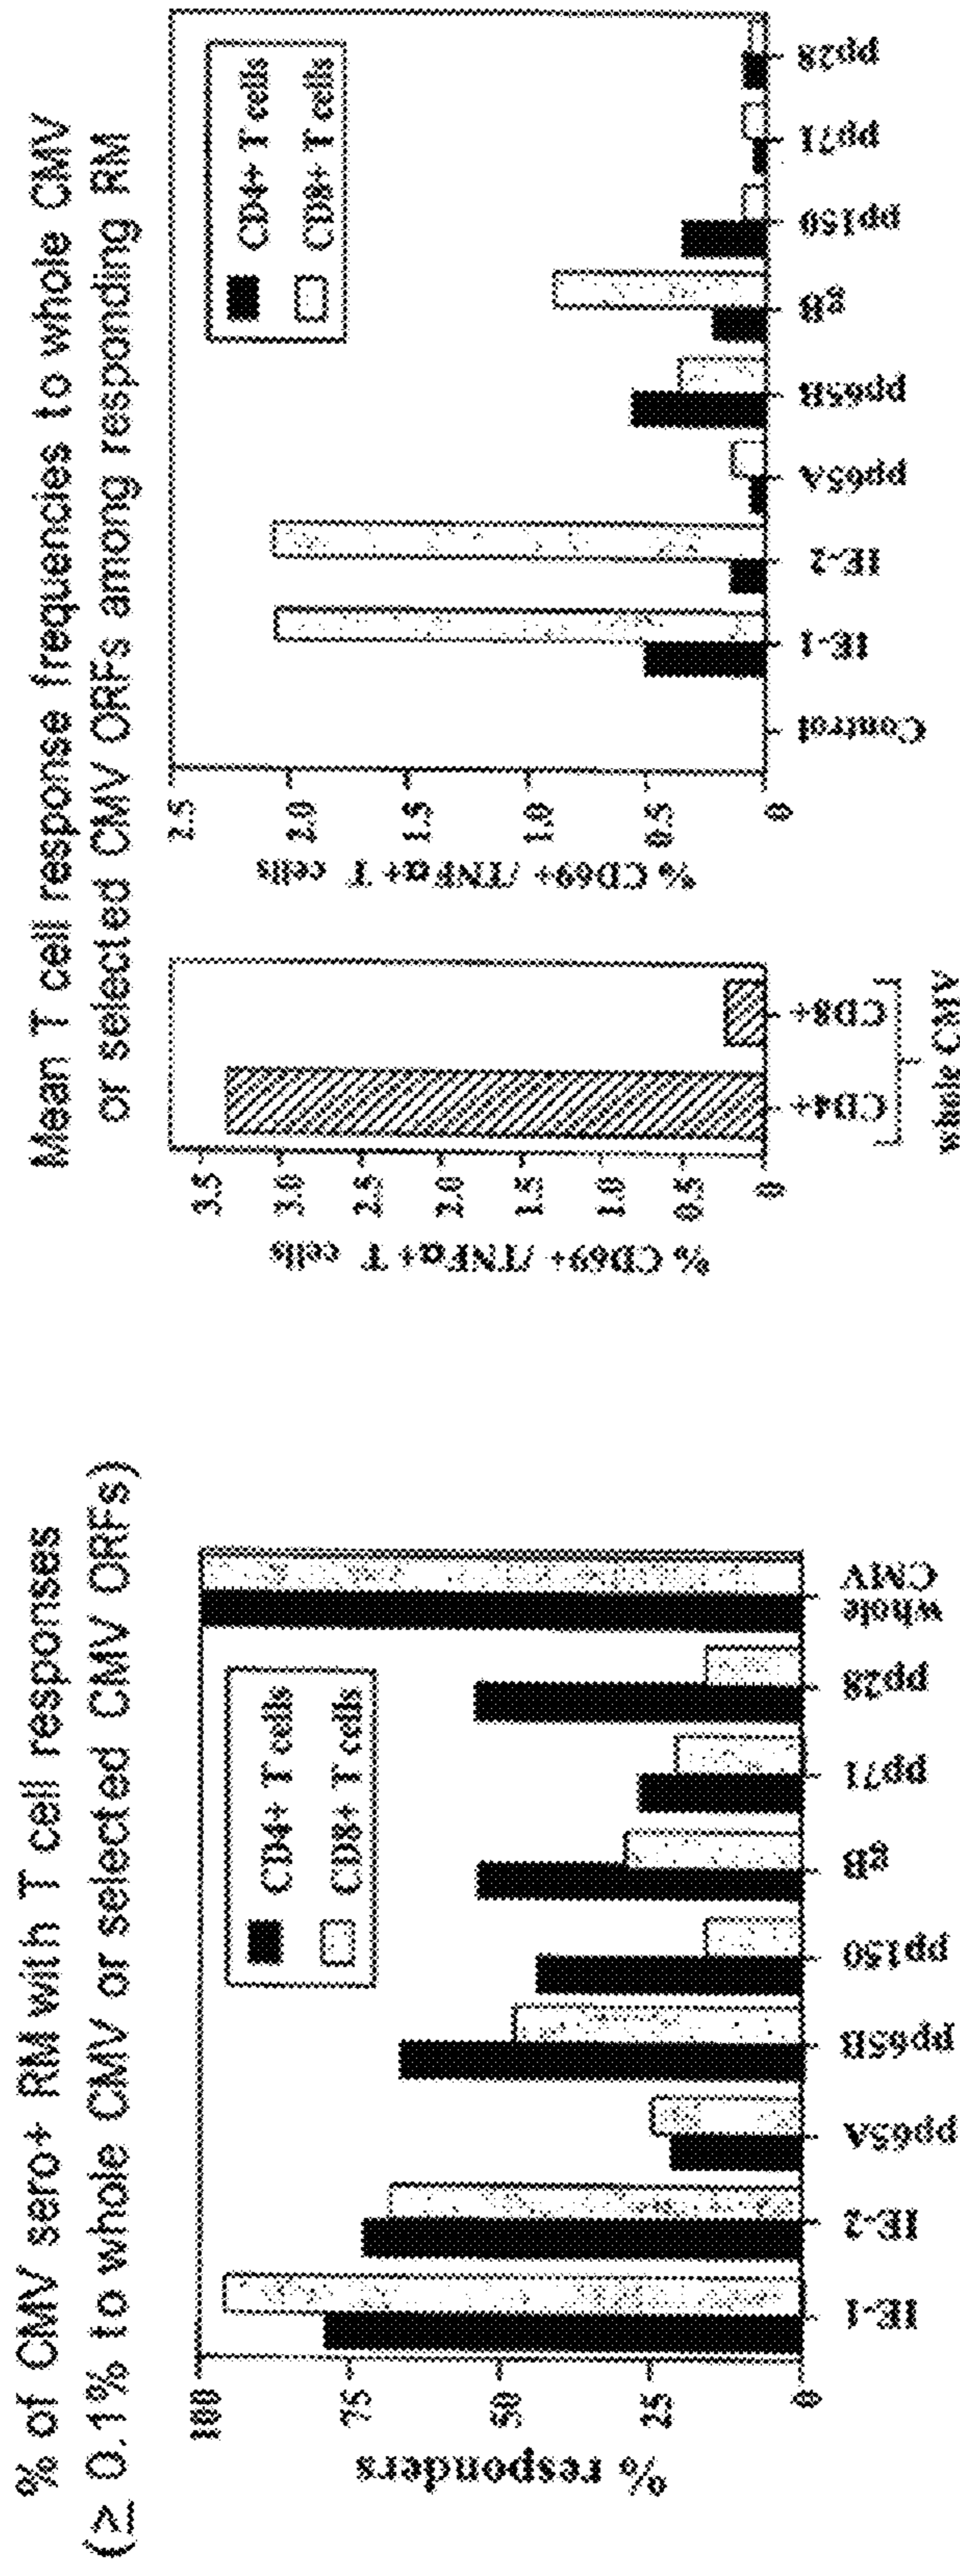 % of CMV sero+ RM with T cell responses
(≥ 0.1% to whole CMV or selected CMV ORFs)
% responders
100
75
50
25
0
CD4+ T cells
CD8+ T cells
IE-1
IE-2
pp65A
pp65B
pp150
gB
pp71
pp28
whole
CMV
Mean T cell response frequencies to whole CMV
or selected CMV ORFs among responding RM
% CD69+ /TNFα+ T cells
3.5
3.0
2.5
2.0
1.5
1.0
0.5
0
CD4+
CD8+
whole CMV
% CD69+ /TNFα+ T cells
2.5
2.0
1.5
1.0
0.5
0
CD4+ T cells
CD8+ T cells
Control
IE-1
IE-2
pp65A
pp65B
gB
pp150
pp71
pp28